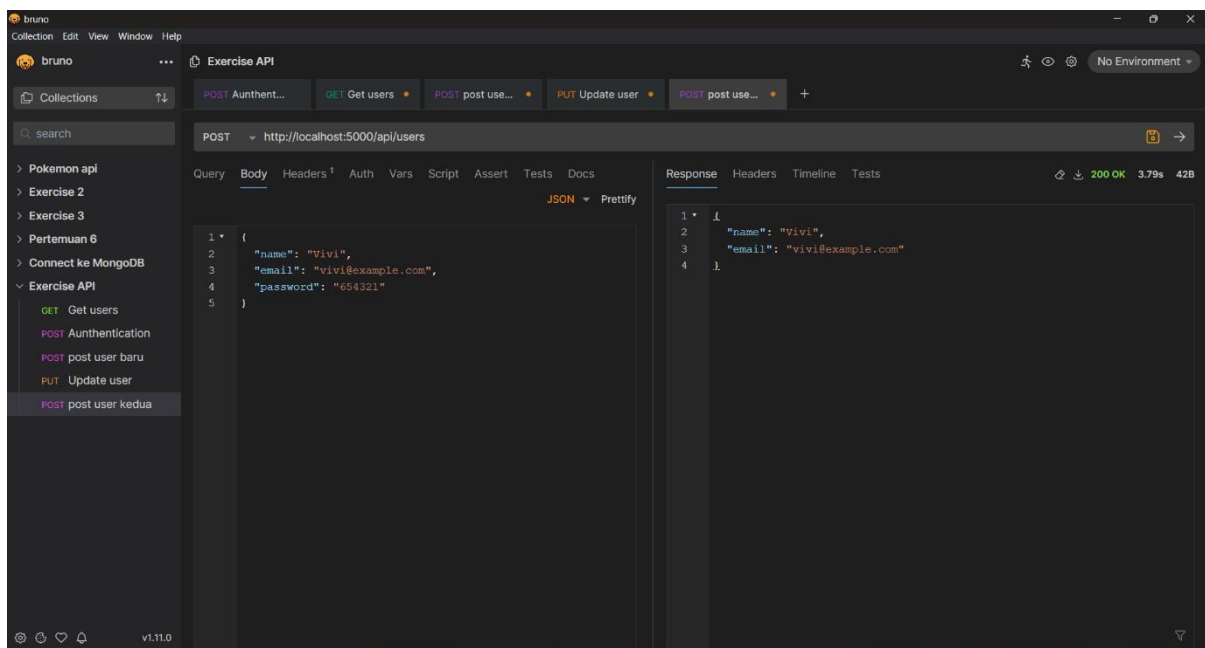 bruno
Collection Edit View Window Help
bruno ...
Exercise API
No Environment
Collections
POST Aunthent...
GET Get users
POST post use...
PUT Update user
POST post use...
+
search
POST http://localhost:5000/api/users
Pokemon api
Exercise 2
Exercise 3
Pertemuan 6
Connect ke MongoDB
Exercise API
GET Get users
POST Aunthentication
POST post user baru
PUT Update user
POST post user kedua
Query Body Headers 1 Auth Vars Script Assert Tests Docs
JSON Prettify
1 {
2 "name": "Vivi",
3 "email": "vivi@example.com",
4 "password": "654321"
5 }
Response Headers Timeline Tests
200 OK 3.79s 42B
1 {
2 "name": "Vivi",
3 "email": "vivi@example.com"
4 }
v1.11.0